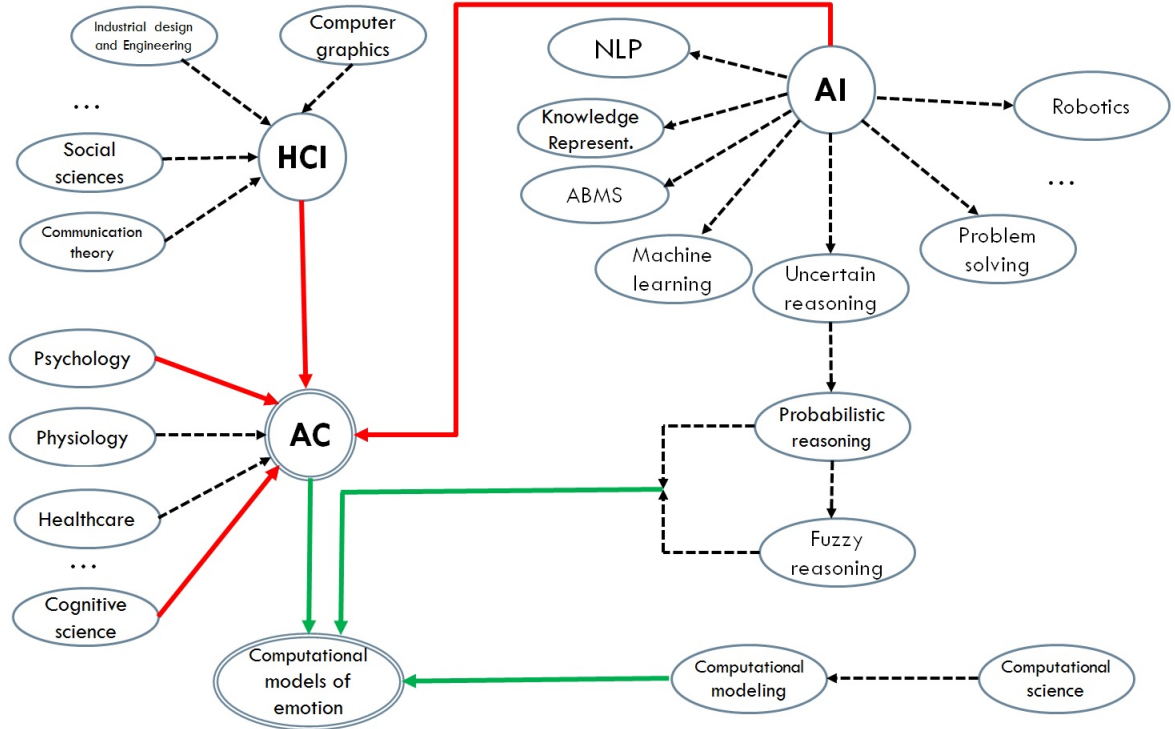 Industrial design
and Engineering
Computer
graphics
...
Social
sciences
Communication
theory
HCI
NLP
AI
Robotics
Knowledge
Represent.
ABMS
...
Machine
learning
Uncertain
reasoning
Problem
solving
Psychology
Physiology
AC
Healthcare
...
Cognitive
science
Probabilistic
reasoning
Fuzzy
reasoning
Computational
models of
emotion
Computational
modeling
Computational
science